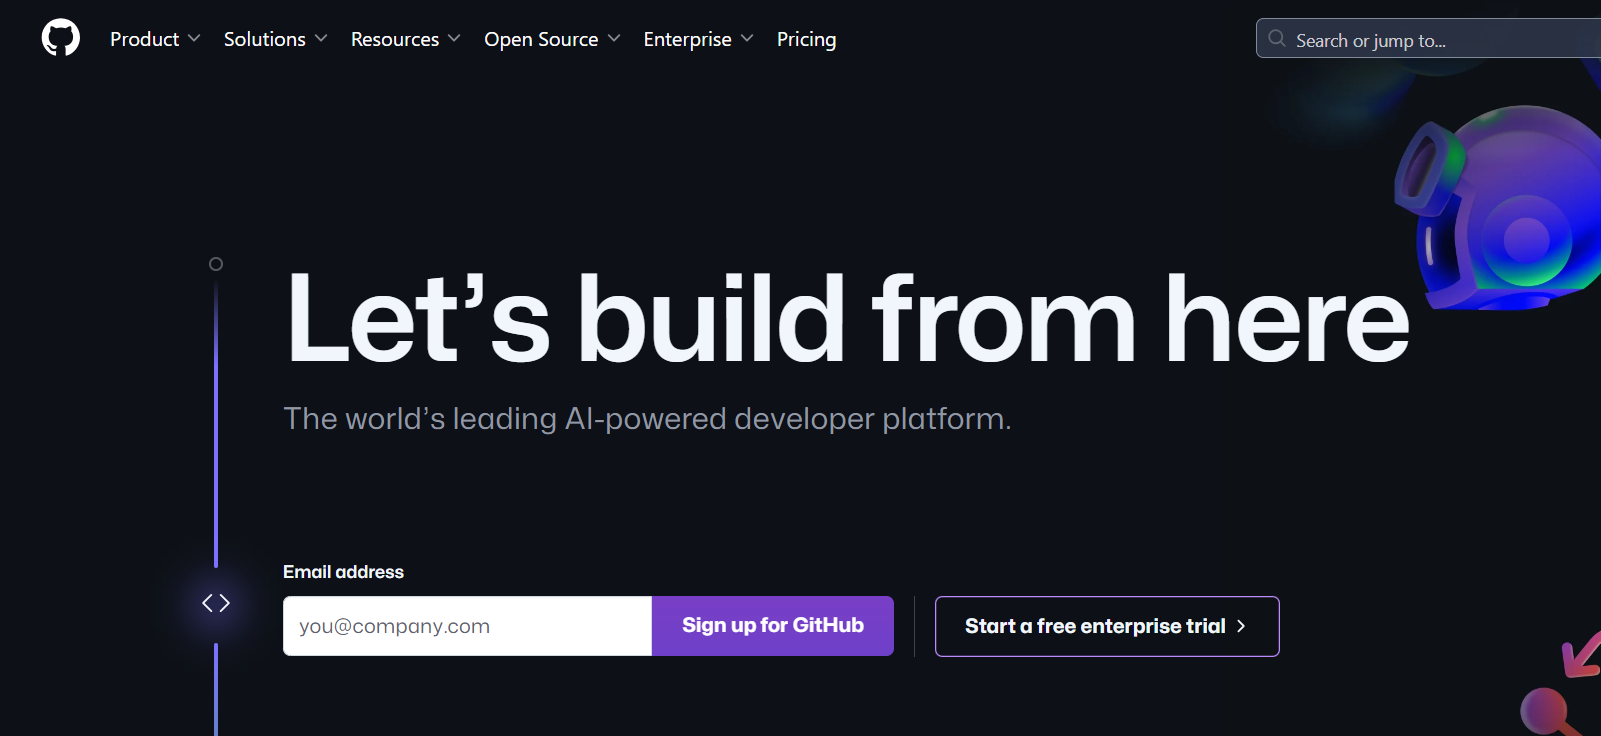 Product Solutions Resources Open Source Enterprise Pricing Search or jump to...
Let’s build from here
The world’s leading AI-powered developer platform.
Email address
you@company.com Sign up for GitHub Start a free enterprise trial